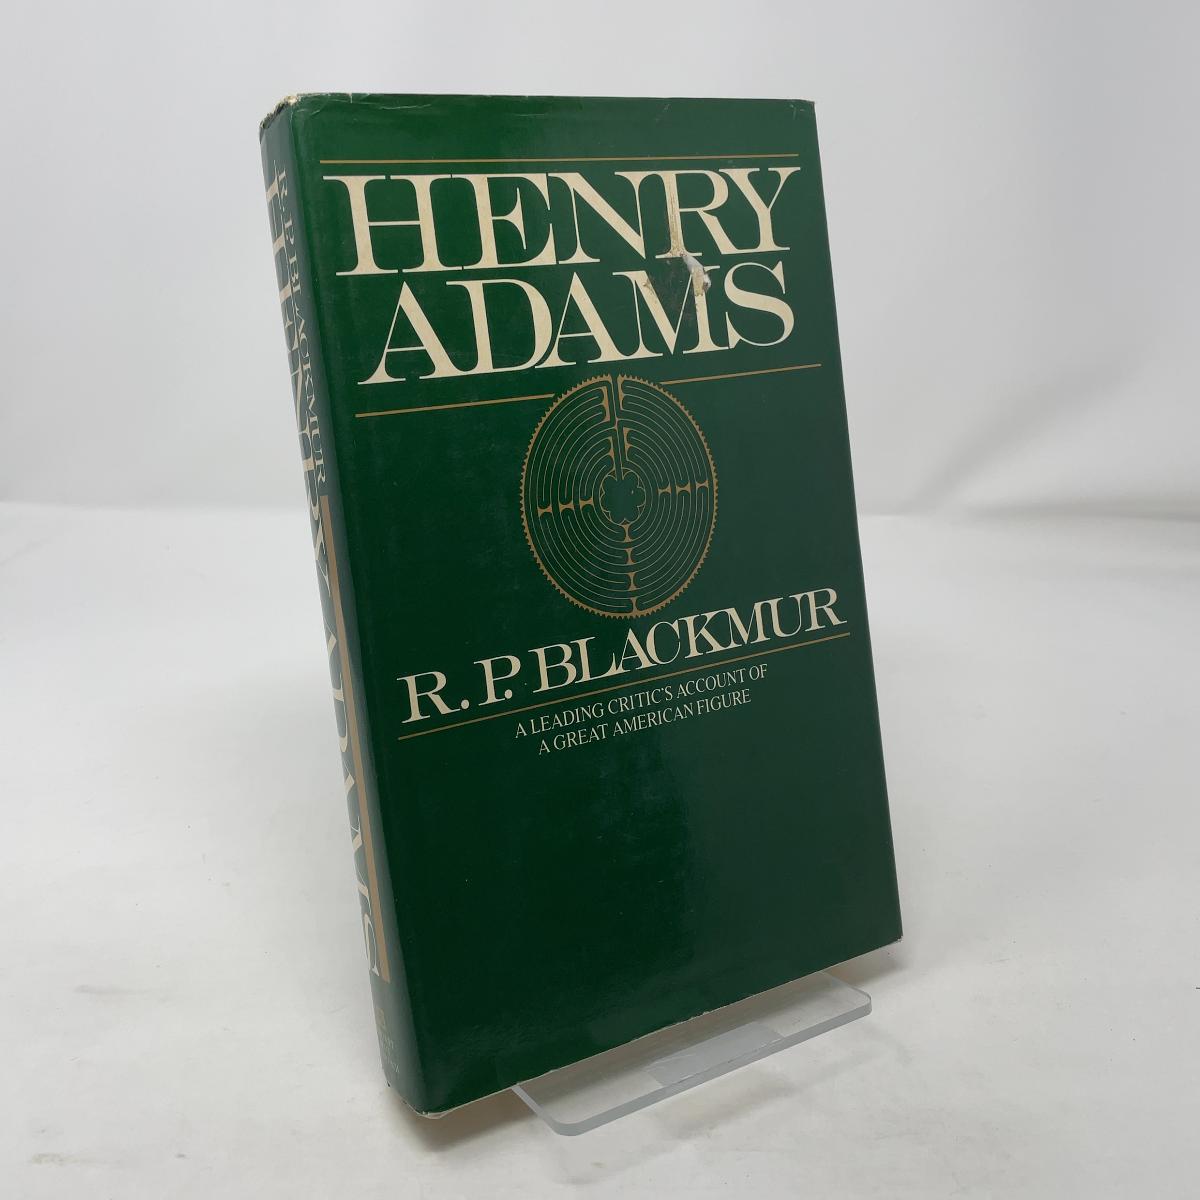 HENRY
ADAMS
R. P. BLACKMUR
A LEADING CRITIC'S ACCOUNT OF
A GREAT AMERICAN FIGURE
R. P. BLACKMUR
HENRY ADAMS